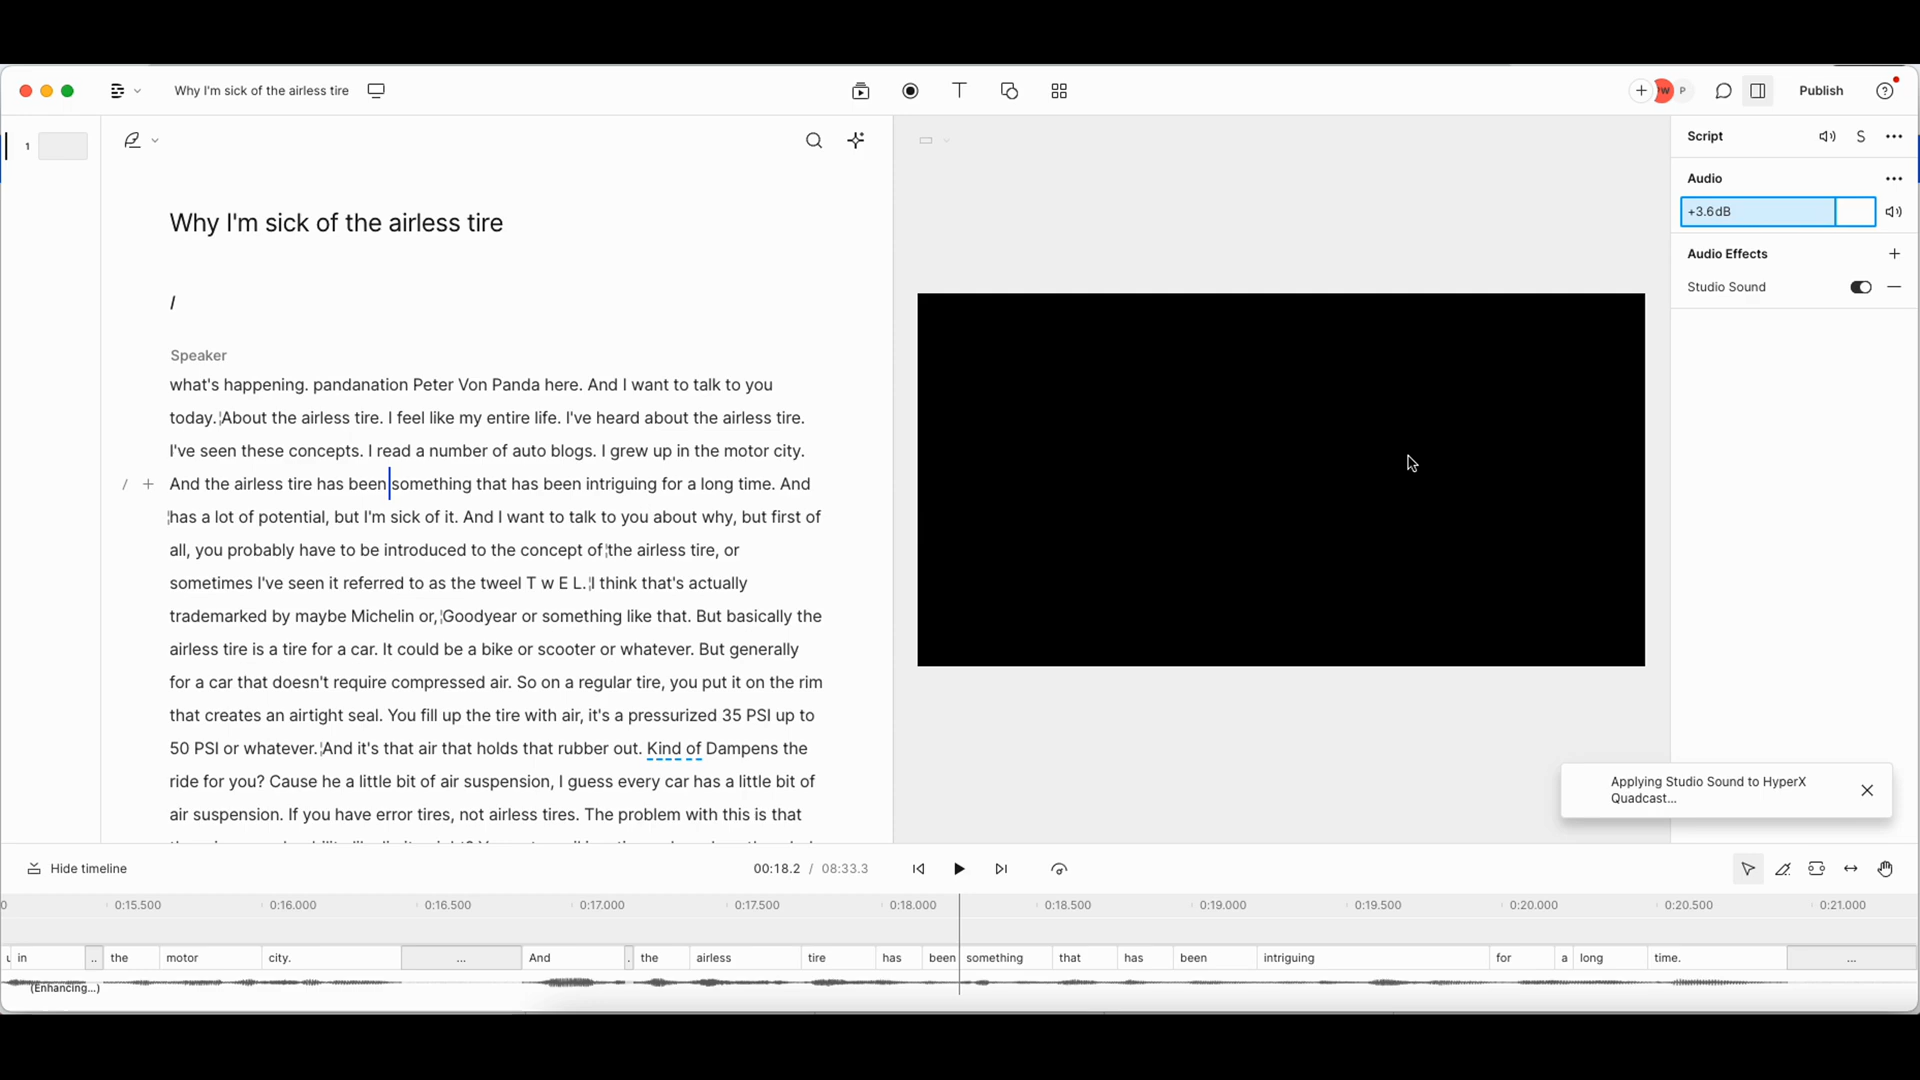 Why I'm sick of the airless tire
W P
Publish
1
Script
S
Audio
+3.6dB
Audio Effects
Studio Sound
Why I'm sick of the airless tire
/
Speaker
what's happening. pandanation Peter Von Panda here. And I want to talk to you
today. About the airless tire. I feel like my entire life. I've heard about the airless tire.
I've seen these concepts. I read a number of auto blogs. I grew up in the motor city.
/ + And the airless tire has been something that has been intriguing for a long time. And
has a lot of potential, but I'm sick of it. And I want to talk to you about why, but first of
all, you probably have to be introduced to the concept of the airless tire, or
sometimes I've seen it referred to as the tweel T w E L. I think that's actually
trademarked by maybe Michelin or, Goodyear or something like that. But basically the
airless tire is a tire for a car. It could be a bike or scooter or whatever. But generally
for a car that doesn't require compressed air. So on a regular tire, you put it on the rim
that creates an airtight seal. You fill up the tire with air, it's a pressurized 35 PSI up to
50 PSI or whatever. And it's that air that holds that rubber out. Kind of Dampens the
ride for you? Cause he a little bit of air suspension, I guess every car has a little bit of
air suspension. If you have error tires, not airless tires. The problem with this is that
Applying Studio Sound to HyperX
Quadcast...
Hide timeline
00:18.2 / 08:33.3
0:15.500 0:16.000 0:16.500 0:17.000 0:17.500 0:18.000 0:18.500 0:19.000 0:19.500 0:20.000 0:20.500 0:21.000
in .. the motor city. ... And . the airless tire has been something that has been intriguing for a long time. ...
(Enhancing...)